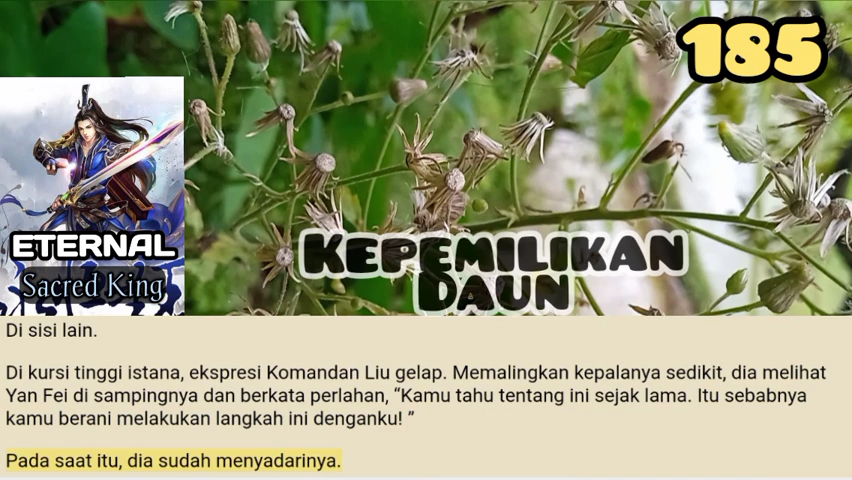 185
ETERNAL
Sacred King
KEPEMILIKAN
DAUN
Di sisi lain.
Di kursi tinggi istana, ekspresi Komandan Liu gelap. Memalingkan kepalanya sedikit, dia melihat
Yan Fei di sampingnya dan berkata perlahan, “Kamu tahu tentang ini sejak lama. Itu sebabnya
kamu berani melakukan langkah ini denganku! ”
Pada saat itu, dia sudah menyadarinya.